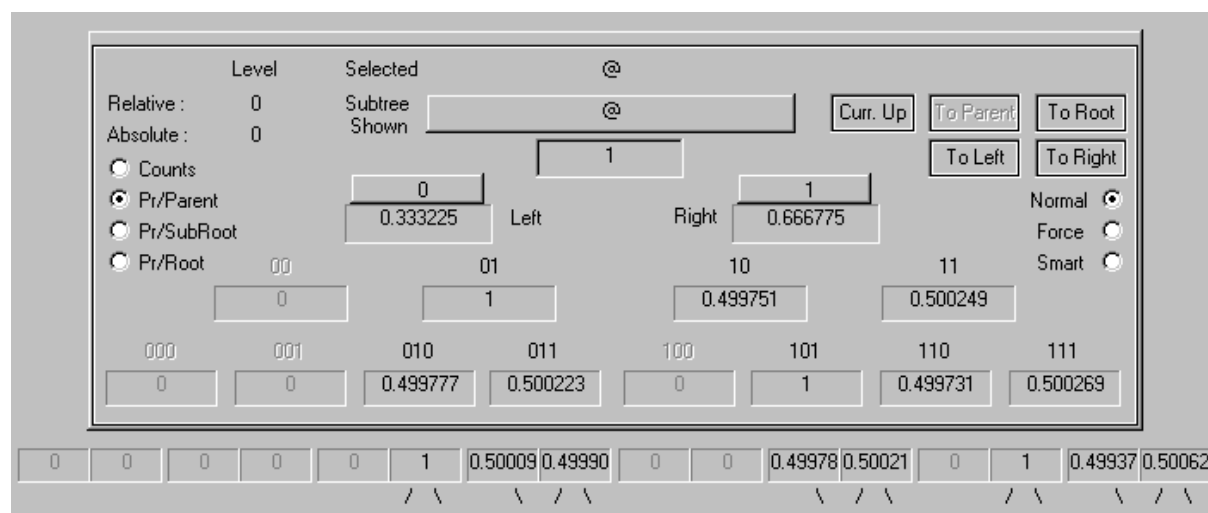 Level Selected @
Relative : 0 Subtree @ Curr. Up To Parent To Root
Absolute : 0 Shown To Left To Right
1
Counts
0 1
Pr/Parent Normal
0.333225 Left Right 0.666775
Pr/SubRoot Force
Pr/Root 00 01 10 11 Smart
0 1 0.499751 0.500249
000 001 010 011 100 101 110 111
0 0 0.499777 0.500223 0 1 0.499731 0.500269
0 0 0 0 0 1 0.50009 0.49990 0 0 0.49978 0.50021 0 1 0.49937 0.50062
/ \ \ / \ \ / \ / \ \ / \